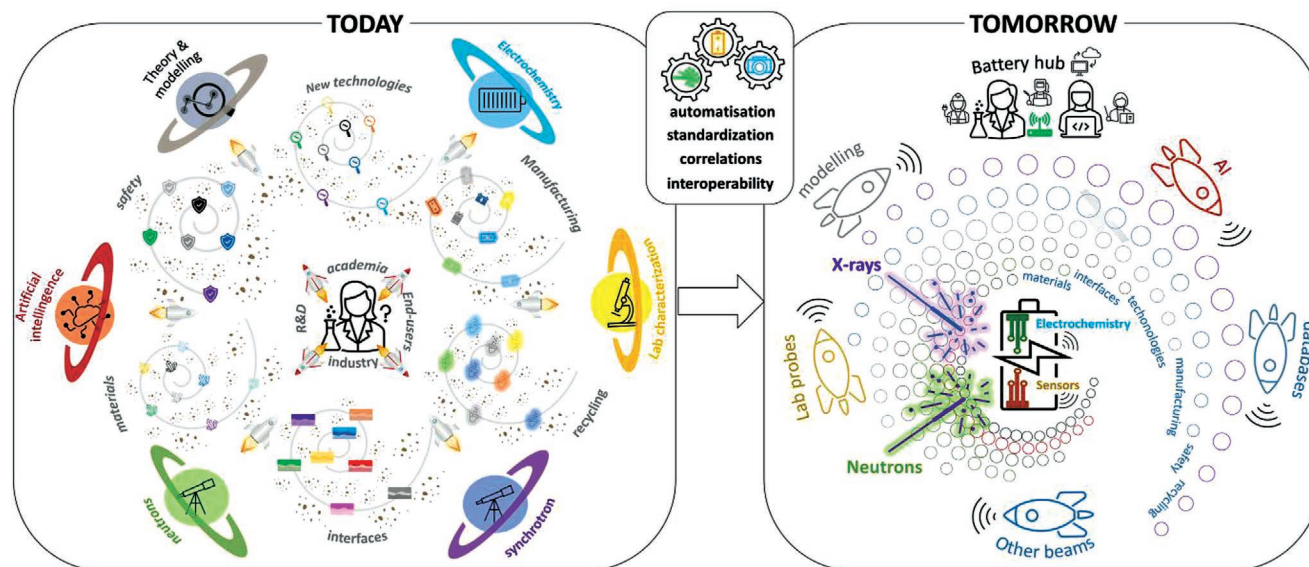 TODAY
Theory &
modelling
New technologies
Electrochemistry
safety
Manufacturing
Artificial
intellingence
academia
R&D
End-users
?
industry
Lab characterization
materials
recycling
neutrons
interfaces
synchrotron
automatisation
standardization
correlations
interoperability
TOMORROW
Battery hub
</>
modelling
AI
X-rays
materials
interfaces
techonologies
Electrochemistry
Sensors
Lab probes
databases
manufacturing
safety
recycling
Neutrons
Other beams